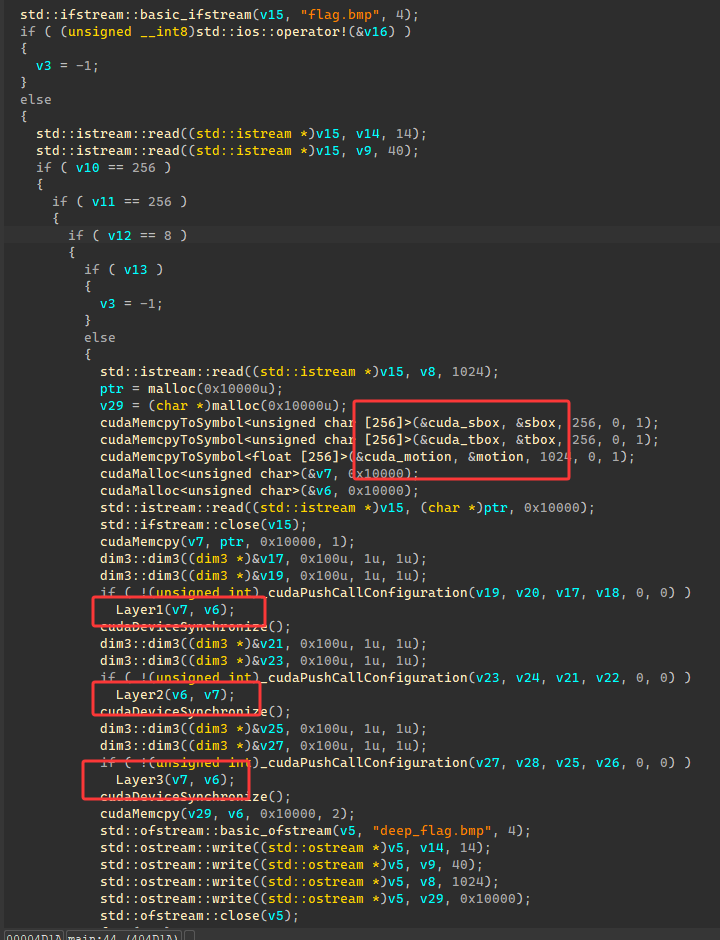 std::ifstream::basic_ifstream(v15, "flag.bmp", 4);
if ( (unsigned __int8)std::ios::operator!(&v16) )
{
v3 = -1;
}
else
{
std::istream::read((std::istream *)v15, v14, 14);
std::istream::read((std::istream *)v15, v9, 40);
if ( v10 == 256 )
{
if ( v11 == 256 )
{
if ( v12 == 8 )
{
if ( v13 )
{
v3 = -1;
}
else
{
std::istream::read((std::istream *)v15, v8, 1024);
ptr = malloc(0x10000u);
v29 = (char *)malloc(0x10000u);
cudaMemcpyToSymbol<unsigned char [256]>(&cuda_sbox, &sbox, 256, 0, 1);
cudaMemcpyToSymbol<unsigned char [256]>(&cuda_tbox, &tbox, 256, 0, 1);
cudaMemcpyToSymbol<float [256]>(&cuda_motion, &motion, 1024, 0, 1);
cudaMalloc<unsigned char>(&v7, 0x10000);
cudaMalloc<unsigned char>(&v6, 0x10000);
std::istream::read((std::istream *)v15, (char *)ptr, 0x10000);
std::ifstream::close(v15);
cudaMemcpy(v7, ptr, 0x10000, 1);
dim3::dim3((dim3 *)&v17, 0x100u, 1u, 1u);
dim3::dim3((dim3 *)&v19, 0x100u, 1u, 1u);
if ( !(unsigned int)_cudaPushCallConfiguration(v19, v20, v17, v18, 0, 0) )
Layer1(v7, v6);
cudaDeviceSynchronize();
dim3::dim3((dim3 *)&v21, 0x100u, 1u, 1u);
dim3::dim3((dim3 *)&v23, 0x100u, 1u, 1u);
if ( !(unsigned int)_cudaPushCallConfiguration(v23, v24, v21, v22, 0, 0) )
Layer2(v6, v7);
cudaDeviceSynchronize();
dim3::dim3((dim3 *)&v25, 0x100u, 1u, 1u);
dim3::dim3((dim3 *)&v27, 0x100u, 1u, 1u);
if ( !(unsigned int)_cudaPushCallConfiguration(v27, v28, v25, v26, 0, 0) )
Layer3(v7, v6);
cudaDeviceSynchronize();
cudaMemcpy(v29, v6, 0x10000, 2);
std::ofstream::basic_ofstream(v5, "deep_flag.bmp", 4);
std::ostream::write((std::ostream *)v5, v14, 14);
std::ostream::write((std::ostream *)v5, v9, 40);
std::ostream::write((std::ostream *)v5, v8, 1024);
std::ostream::write((std::ostream *)v5, v29, 0x10000);
std::ofstream::close(v5);